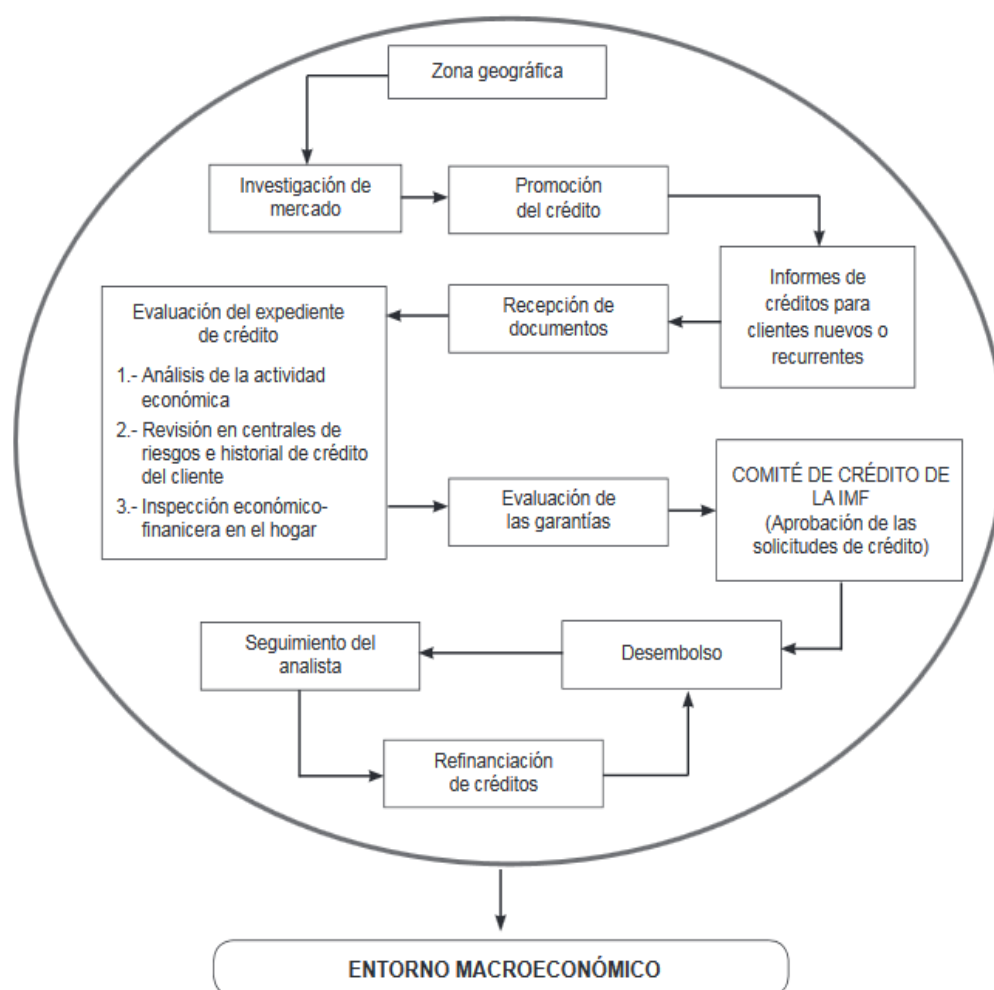 Zona geográfica
Investigación de
mercado
Promoción
del crédito
Informes de
créditos para
clientes nuevos o
recurrentes
Recepción de
documentos
Evaluación del expediente
de crédito
1.- Análisis de la actividad
económica
2.- Revisión en centrales de
riesgos e historial de crédito
del cliente
3.- Inspección económico-
finanicera en el hogar
Evaluación de
las garantías
COMITÉ DE CRÉDITO DE
LA IMF
(Aprobación de las
solicitudes de crédito)
Desembolso
Seguimiento del
analista
Refinanciación
de créditos
ENTORNO MACROECONÓMICO